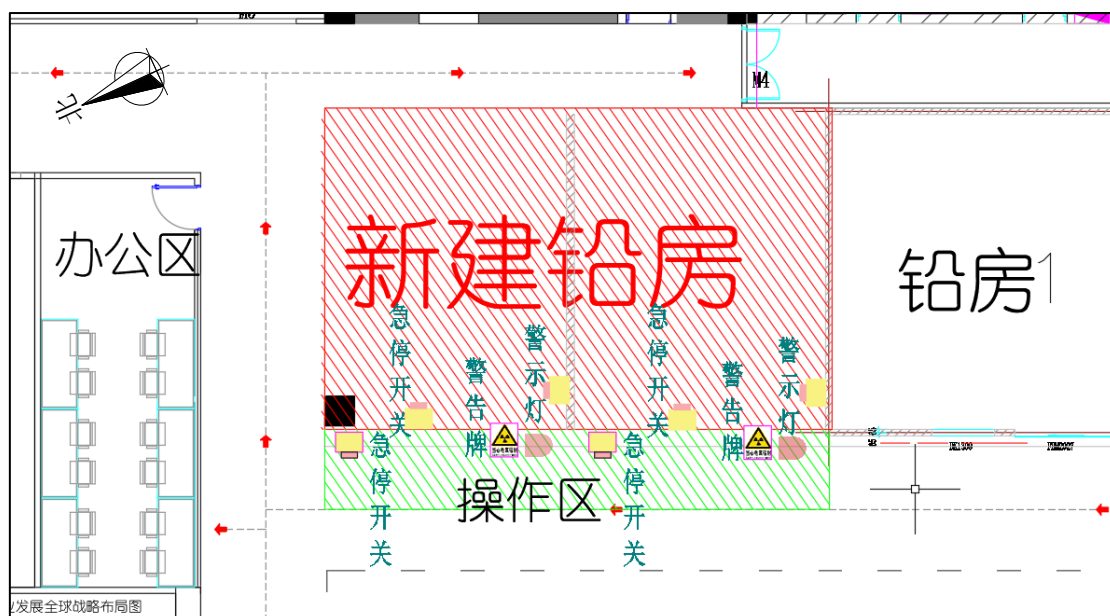 M4
北
办公区
新建铅房
铅房1
急停开关
警告牌
警示灯
急停开关
警告牌
警示灯
急停开关
急停开关
操作区
发展全球战略布局图